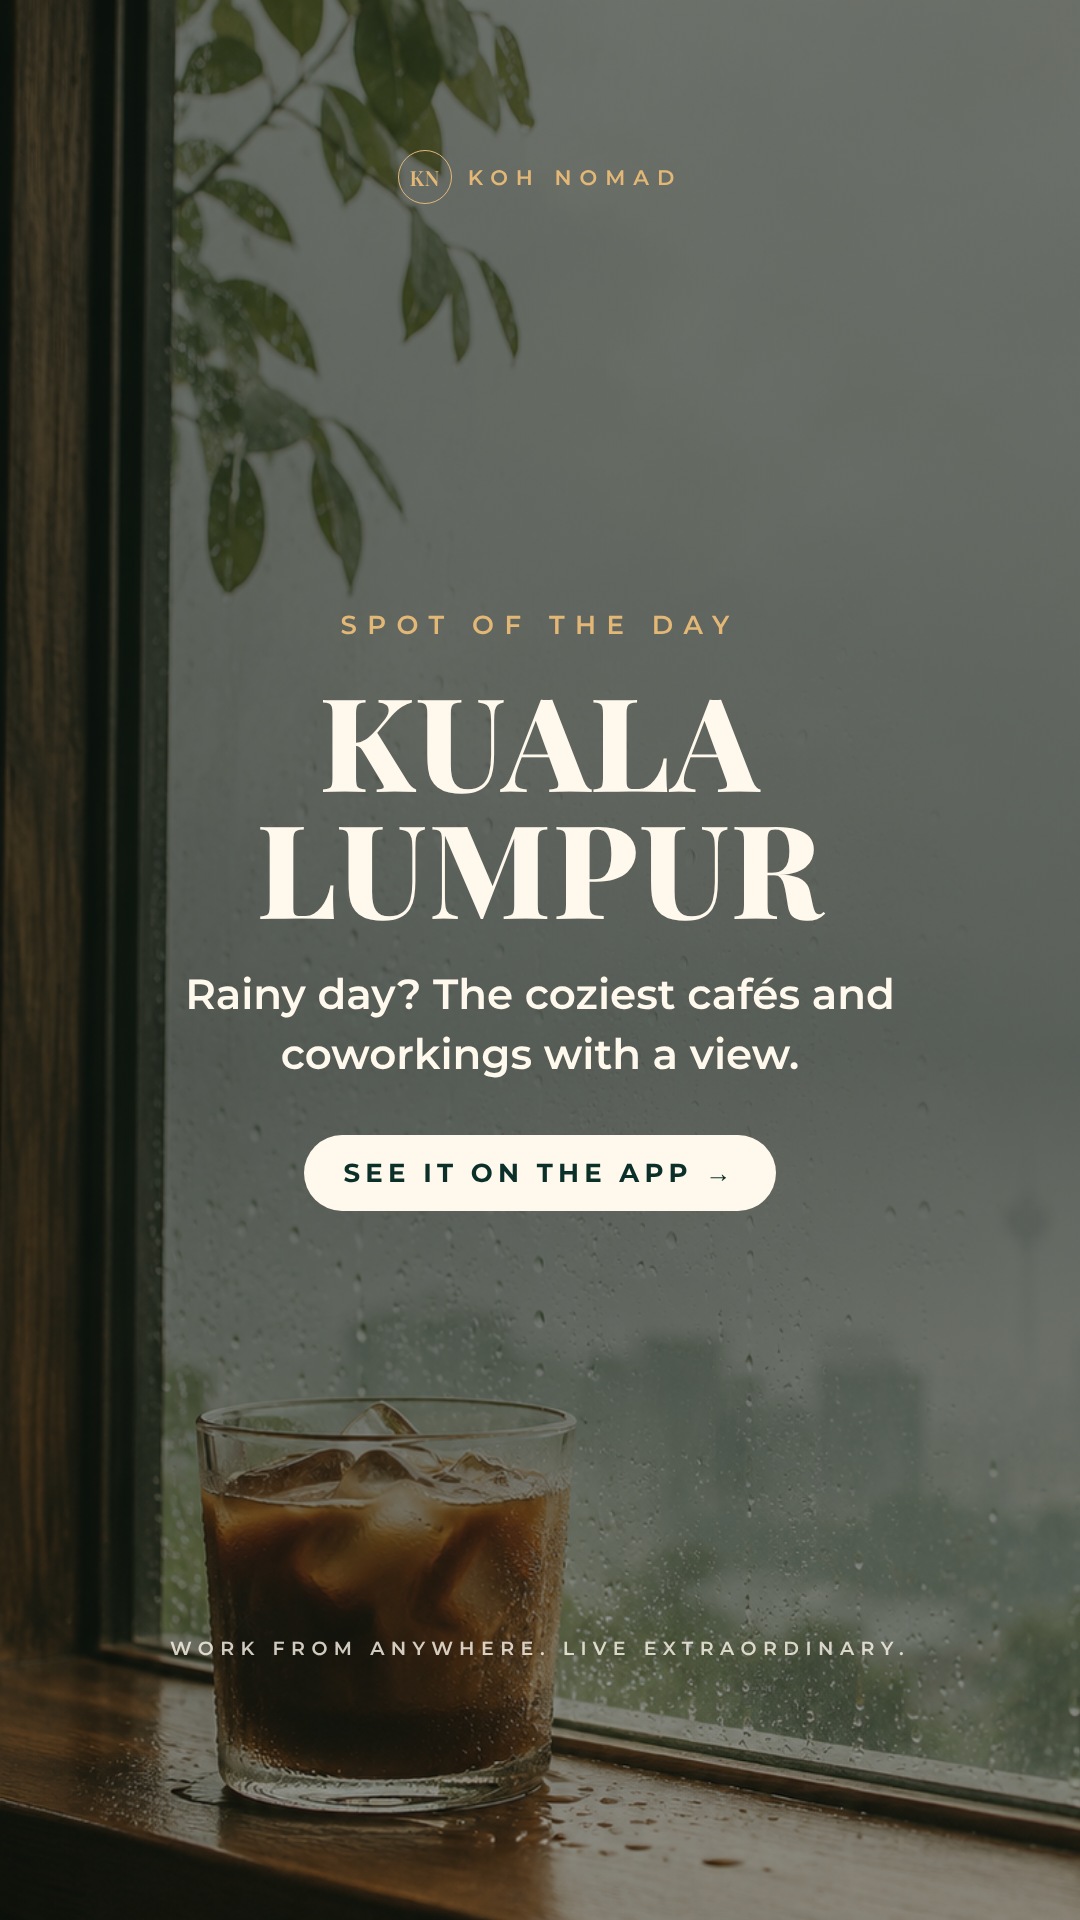 KN KOH NOMAD
SPOT OF THE DAY
KUALA
LUMPUR
Rainy day? The coziest cafés and
coworkings with a view.
SEE IT ON THE APP →
WORK FROM ANYWHERE. LIVE EXTRAORDINARY.